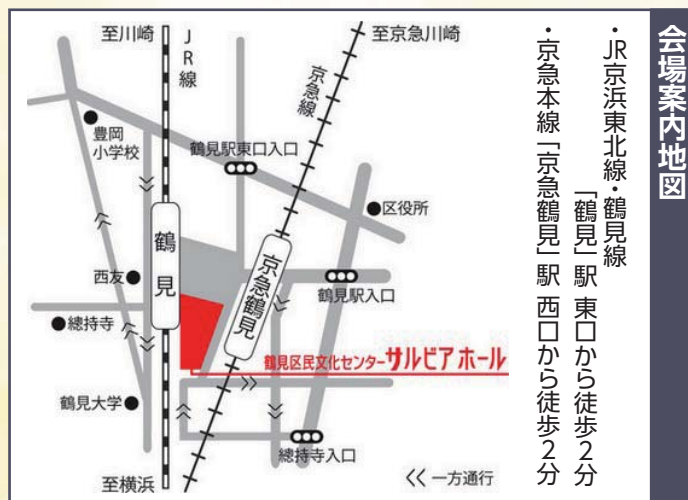 会場案内地図
・JR京浜東北線・鶴見線
「鶴見」駅 東口から徒歩2分
・京急本線「京急鶴見」駅 西口から徒歩2分
至川崎
JR線
至京急川崎
京急線
豊岡
小学校
鶴見駅東口入口
区役所
鶴見
西友
京急鶴見
鶴見駅入口
總持寺
鶴見区民文化センターサルビアホール
鶴見大学
總持寺入口
至横浜
一方通行